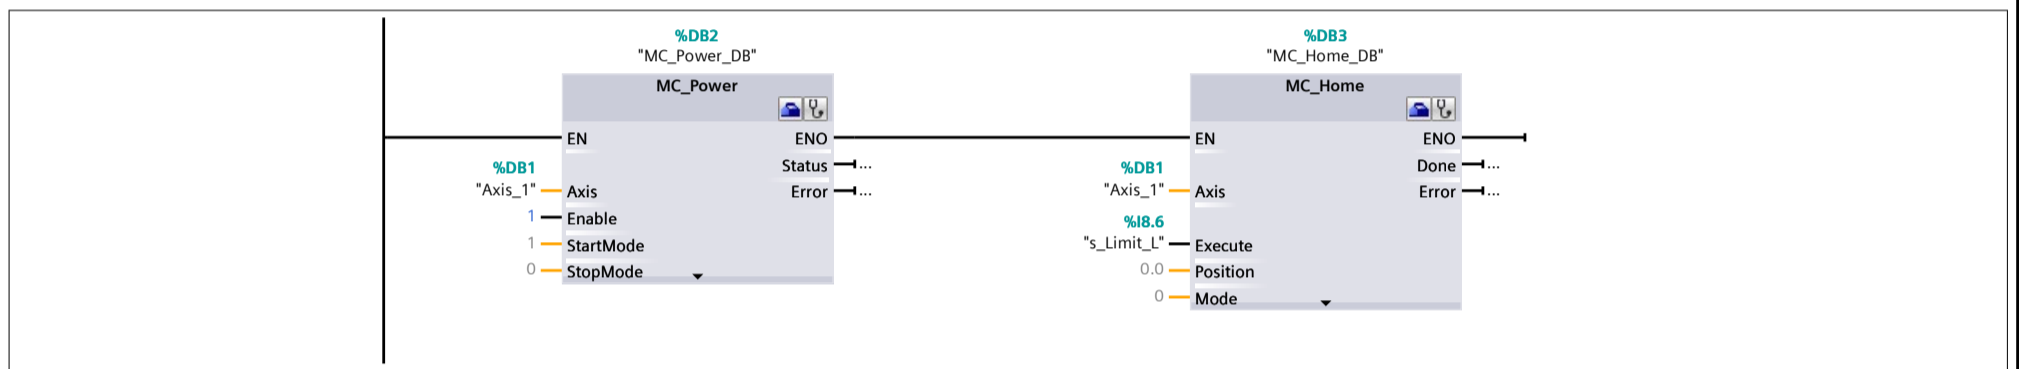 %DB2
"MC_Power_DB"
MC_Power
EN
ENO
Status
Error
%DB1
"Axis_1"
Axis
1
Enable
1
StartMode
0
StopMode
...
...
%DB3
"MC_Home_DB"
MC_Home
EN
ENO
Done
Error
%DB1
"Axis_1"
Axis
%I8.6
"s_Limit_L"
Execute
0.0
Position
0
Mode
...
...